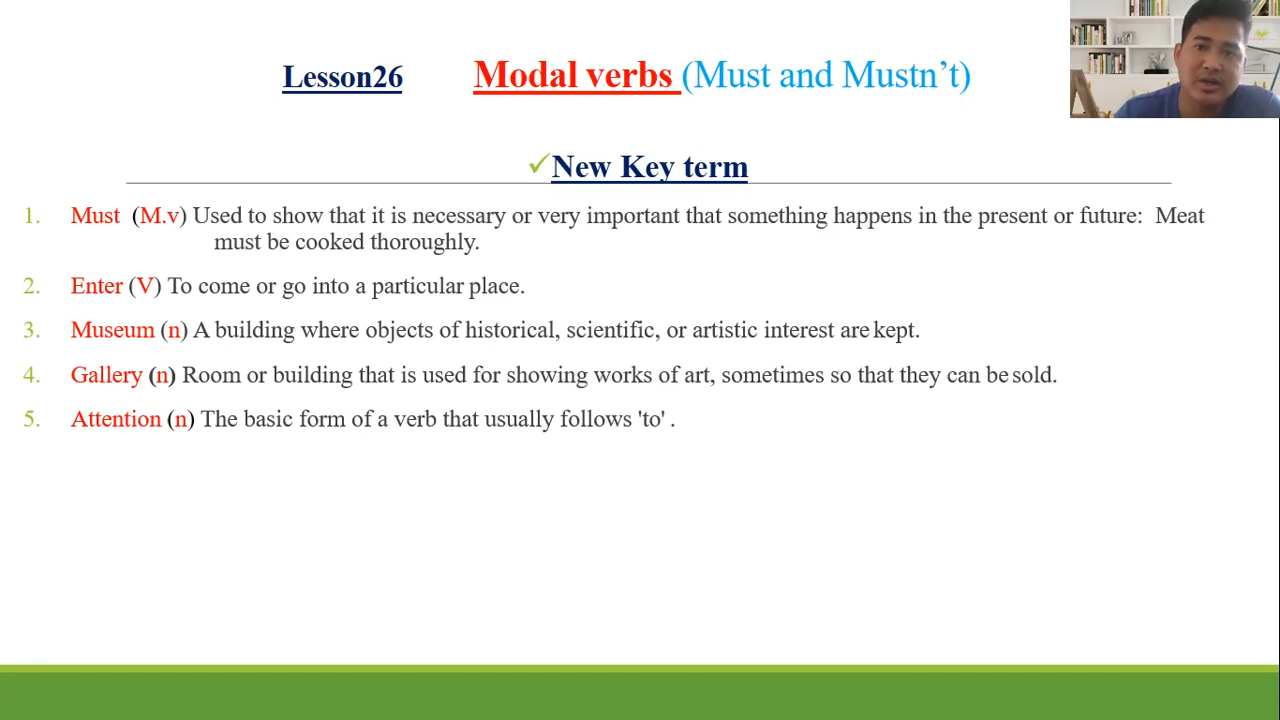 Lesson26 Modal verbs (Must and Mustn’t)
✓New Key term
1. Must (M.v) Used to show that it is necessary or very important that something happens in the present or future: Meat
must be cooked thoroughly.
2. Enter (V) To come or go into a particular place.
3. Museum (n) A building where objects of historical, scientific, or artistic interest are kept.
4. Gallery (n) Room or building that is used for showing works of art, sometimes so that they can be sold.
5. Attention (n) The basic form of a verb that usually follows 'to' .